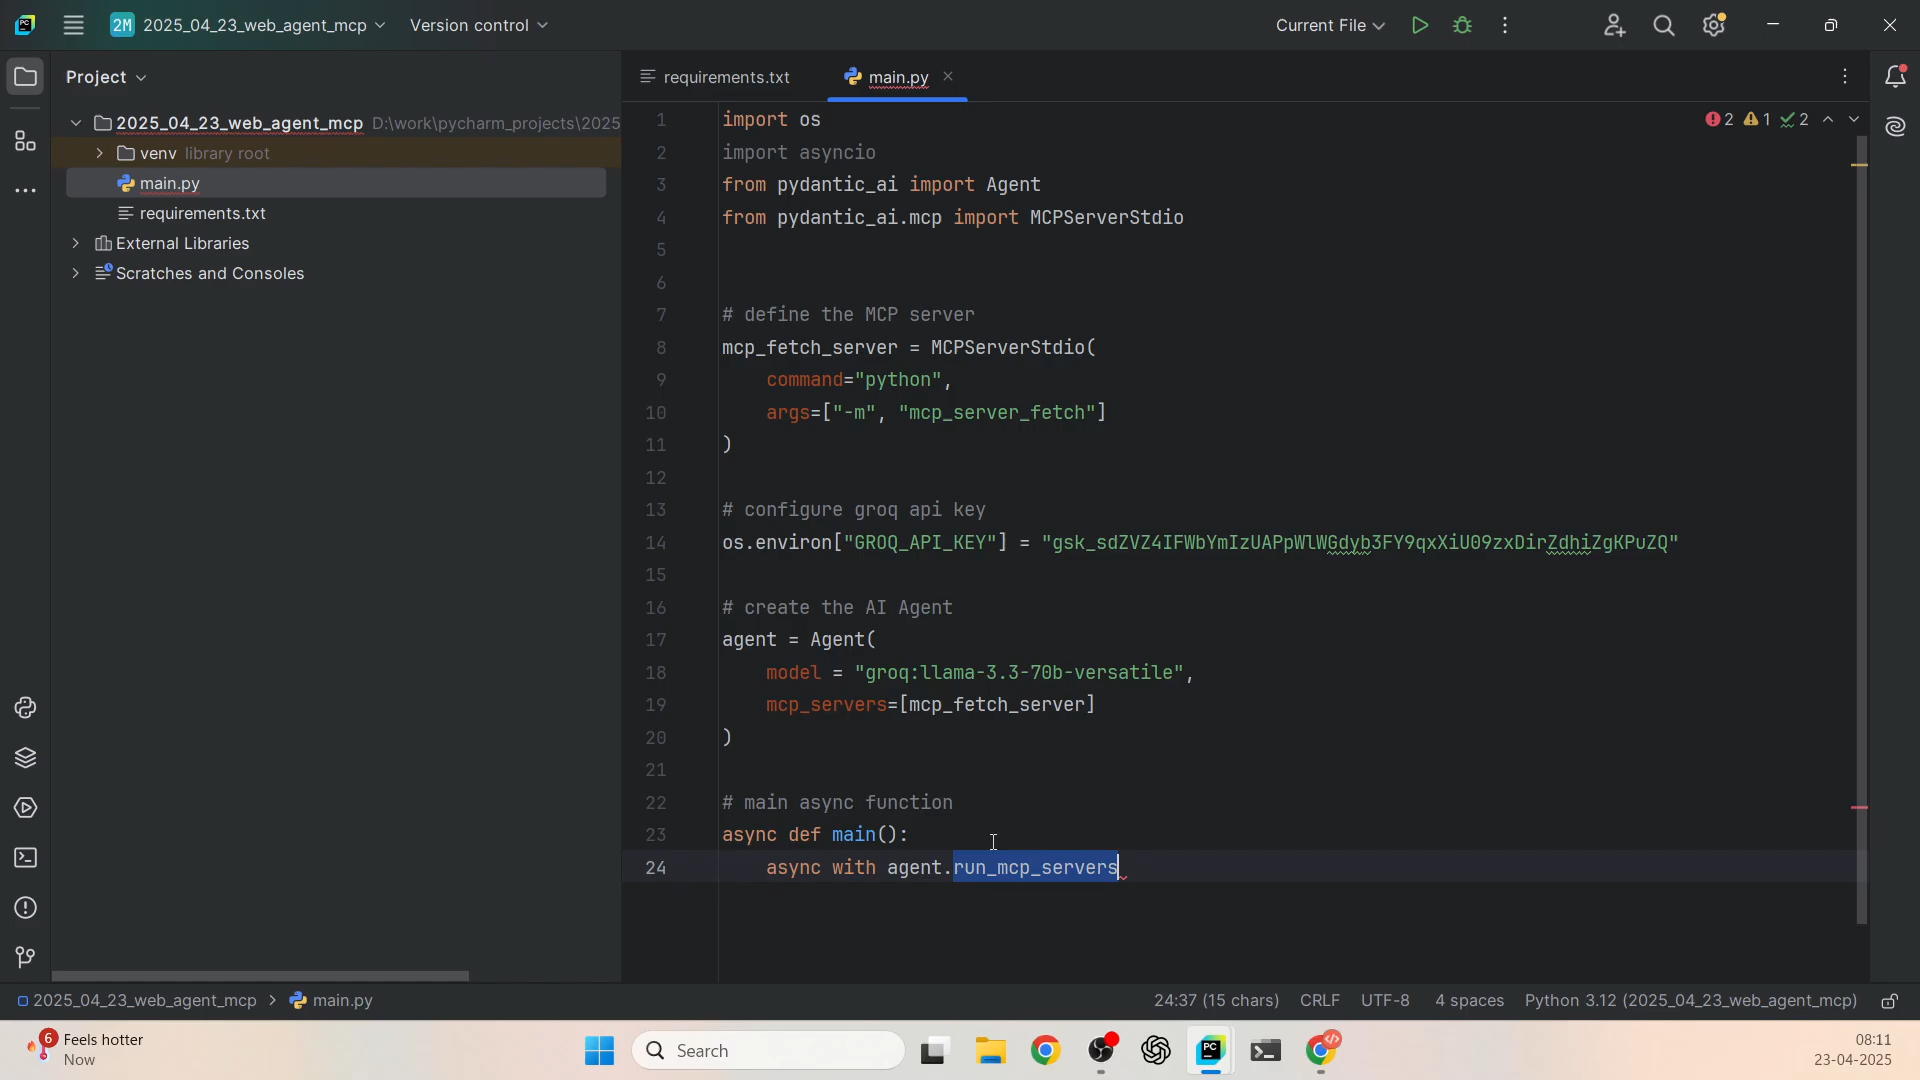 2M 2025_04_23_web_agent_mcp Version control Current File
Project
requirements.txt main.py
2025_04_23_web_agent_mcp D:\work\pycharm_projects\2025
venv library root
main.py
requirements.txt
External Libraries
Scratches and Consoles
2 1 2
1 import os
2 import asyncio
3 from pydantic_ai import Agent
4 from pydantic_ai.mcp import MCPServerStdio
5
6
7 # define the MCP server
8 mcp_fetch_server = MCPServerStdio(
9 command="python",
10 args=["-m", "mcp_server_fetch"]
11 )
12
13 # configure groq api key
14 os.environ["GROQ_API_KEY"] = "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"
15
16 # create the AI Agent
17 agent = Agent(
18 model = "groq:llama-3.3-70b-versatile",
19 mcp_servers=[mcp_fetch_server]
20 )
21
22 # main async function
23 async def main():
24 async with agent.run_mcp_servers
2025_04_23_web_agent_mcp > main.py 24:37 (15 chars) CRLF UTF-8 4 spaces Python 3.12 (2025_04_23_web_agent_mcp)
6 Feels hotter
Now
Search
08:11
23-04-2025